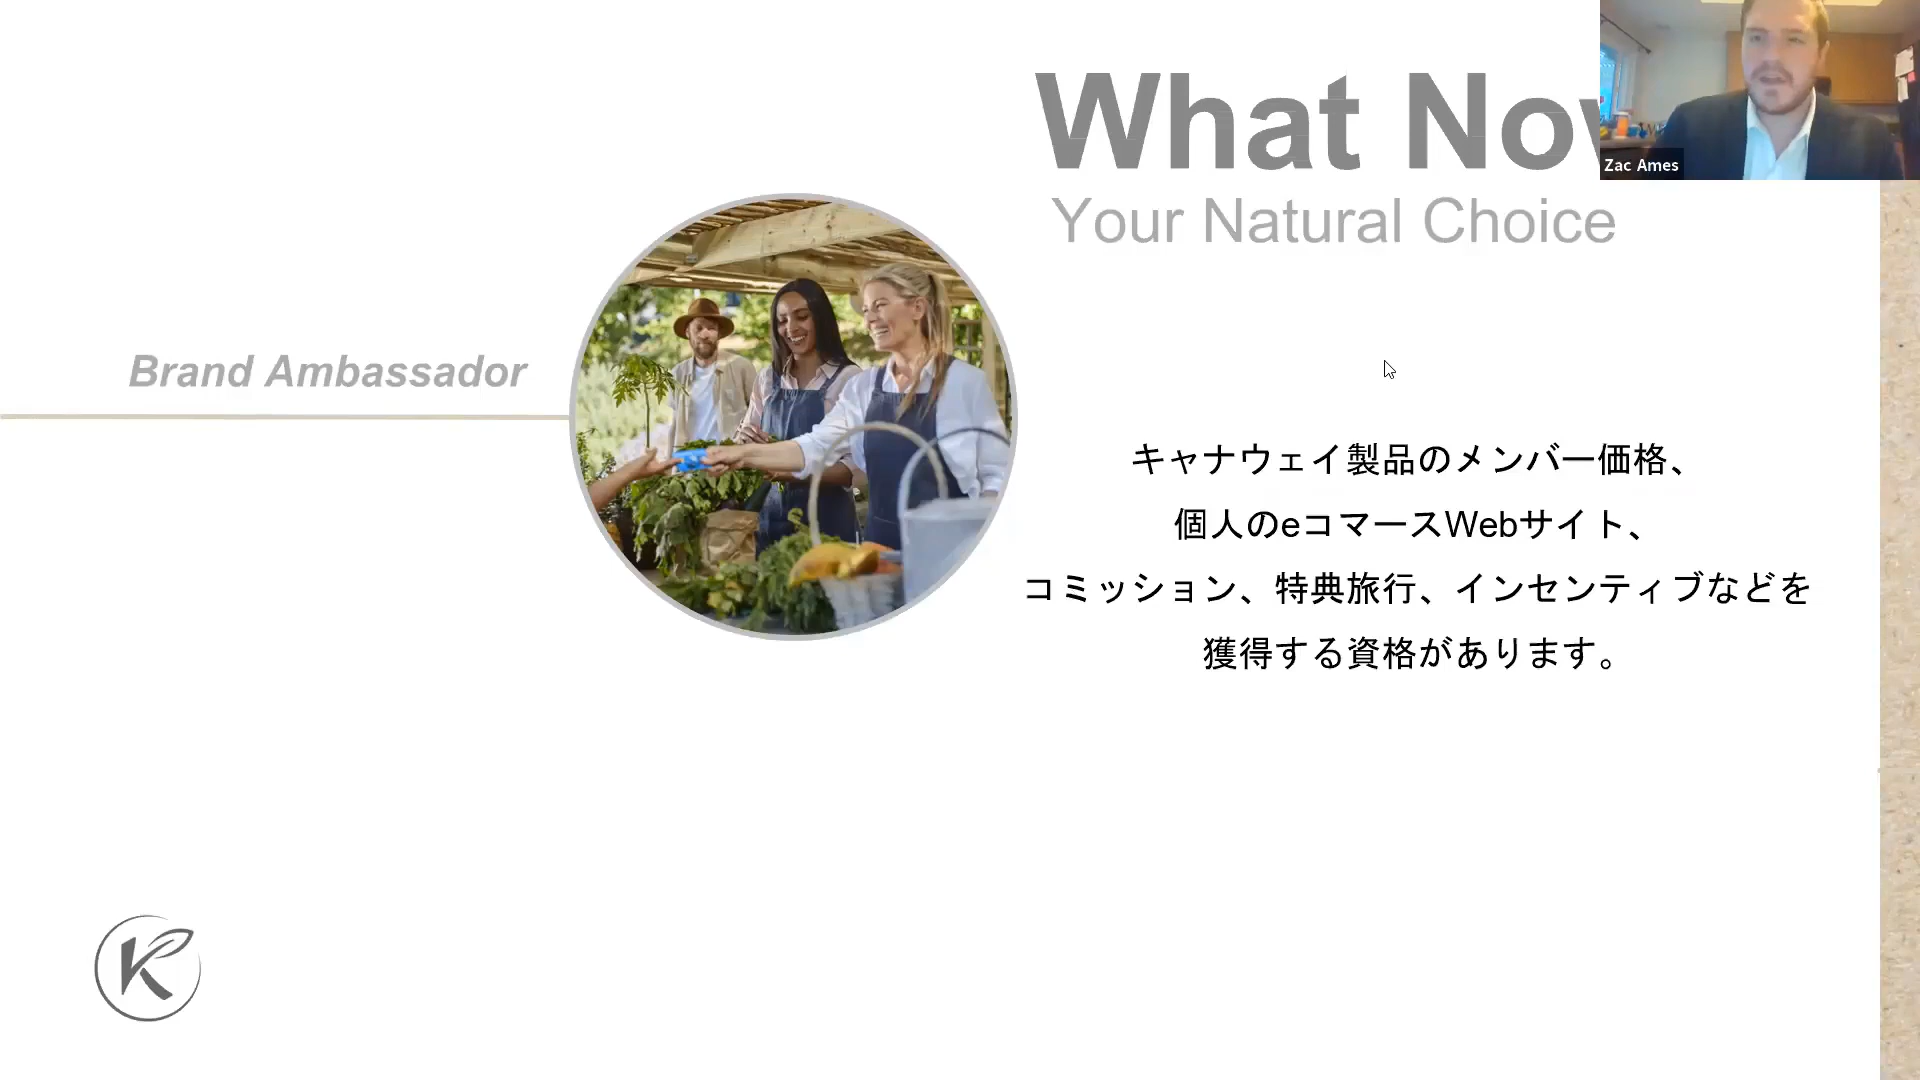 What No
Your Natural Choice
Zac Ames
Brand Ambassador
キャナウェイ製品のメンバー価格、
個人のeコマースWebサイト、
コミッション、特典旅行、インセンティブなどを
獲得する資格があります。
K